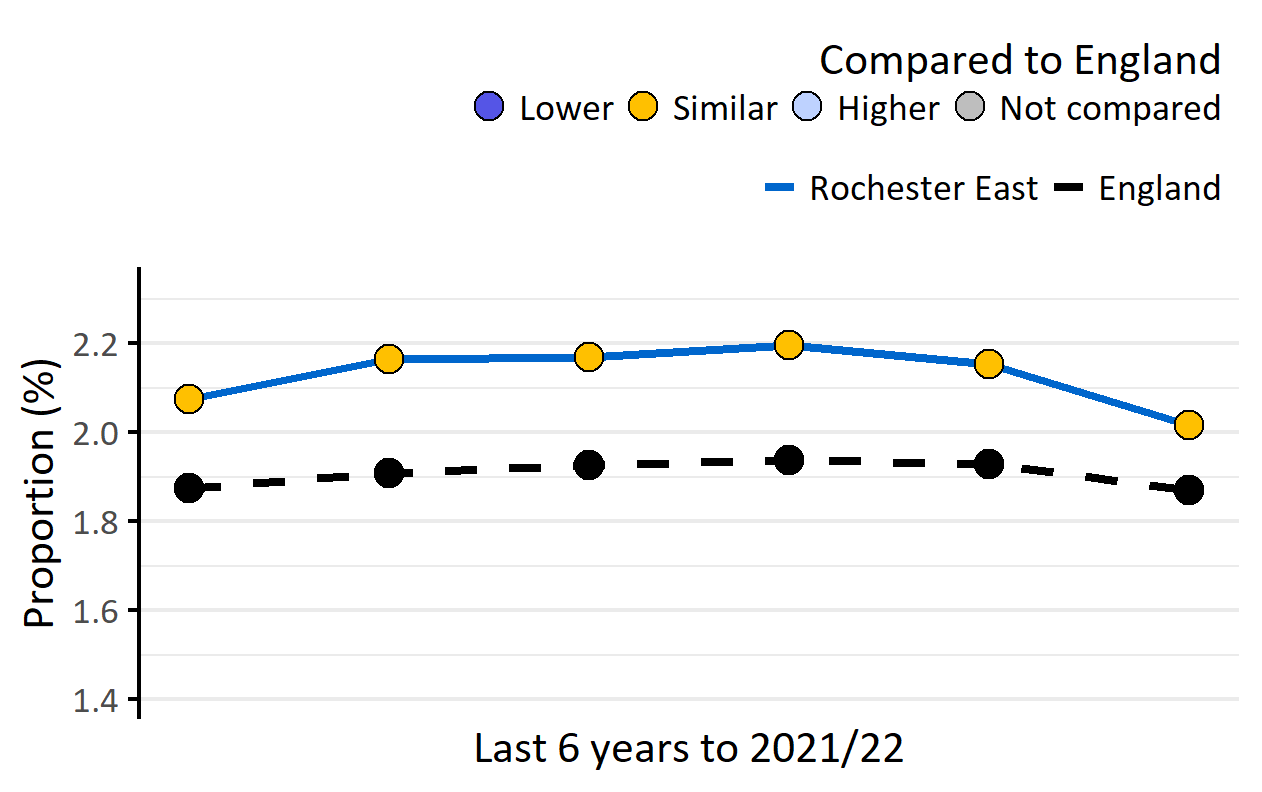 Compared to England
Lower Similar Higher Not compared
Rochester East England
Proportion (%)
2.2
2.0
1.8
1.6
1.4
Last 6 years to 2021/22